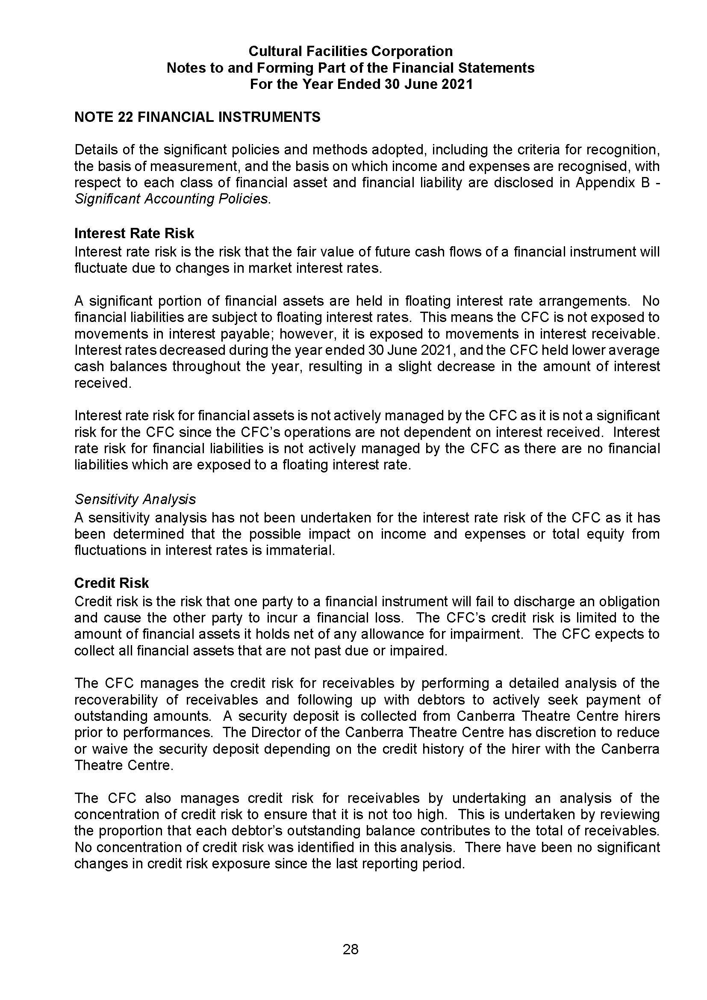 Cultural Facilities Corporation
Notes to and Forming Part of the Financial Statements
For the Year Ended 30 June 2021
NOTE 22 FINANCIAL INSTRUMENTS
Details of the significant policies and methods adopted, including the criteria for recognition,
the basis of measurement, and the basis on which income and expenses are recognised, with
respect to each class of financial asset and financial liability are disclosed in Appendix B -
Significant Accounting Policies.
Interest Rate Risk
Interest rate risk is the risk that the fair value of future cash flows of a financial instrument will
fluctuate due to changes in market interest rates.
A significant portion of financial assets are held in floating interest rate arrangements. No
financial liabilities are subject to floating interest rates. This means the CFC is not exposed to
movements in interest payable; however, it is exposed to movements in interest receivable.
Interest rates decreased during the year ended 30 June 2021, and the CFC held lower average
cash balances throughout the year, resulting in a slight decrease in the amount of interest
received.
Interest rate risk for financial assets is not actively managed by the CFC as it is not a significant
risk for the CFC since the CFC’s operations are not dependent on interest received. Interest
rate risk for financial liabilities is not actively managed by the CFC as there are no financial
liabilities which are exposed to a floating interest rate.
Sensitivity Analysis
A sensitivity analysis has not been undertaken for the interest rate risk of the CFC as it has
been determined that the possible impact on income and expenses or total equity from
fluctuations in interest rates is immaterial.
Credit Risk
Credit risk is the risk that one party to a financial instrument will fail to discharge an obligation
and cause the other party to incur a financial loss. The CFC’s credit risk is limited to the
amount of financial assets it holds net of any allowance for impairment. The CFC expects to
collect all financial assets that are not past due or impaired.
The CFC manages the credit risk for receivables by performing a detailed analysis of the
recoverability of receivables and following up with debtors to actively seek payment of
outstanding amounts. A security deposit is collected from Canberra Theatre Centre hirers
prior to performances. The Director of the Canberra Theatre Centre has discretion to reduce
or waive the security deposit depending on the credit history of the hirer with the Canberra
Theatre Centre.
The CFC also manages credit risk for receivables by undertaking an analysis of the
concentration of credit risk to ensure that it is not too high. This is undertaken by reviewing
the proportion that each debtor’s outstanding balance contributes to the total of receivables.
No concentration of credit risk was identified in this analysis. There have been no significant
changes in credit risk exposure since the last reporting period.
28